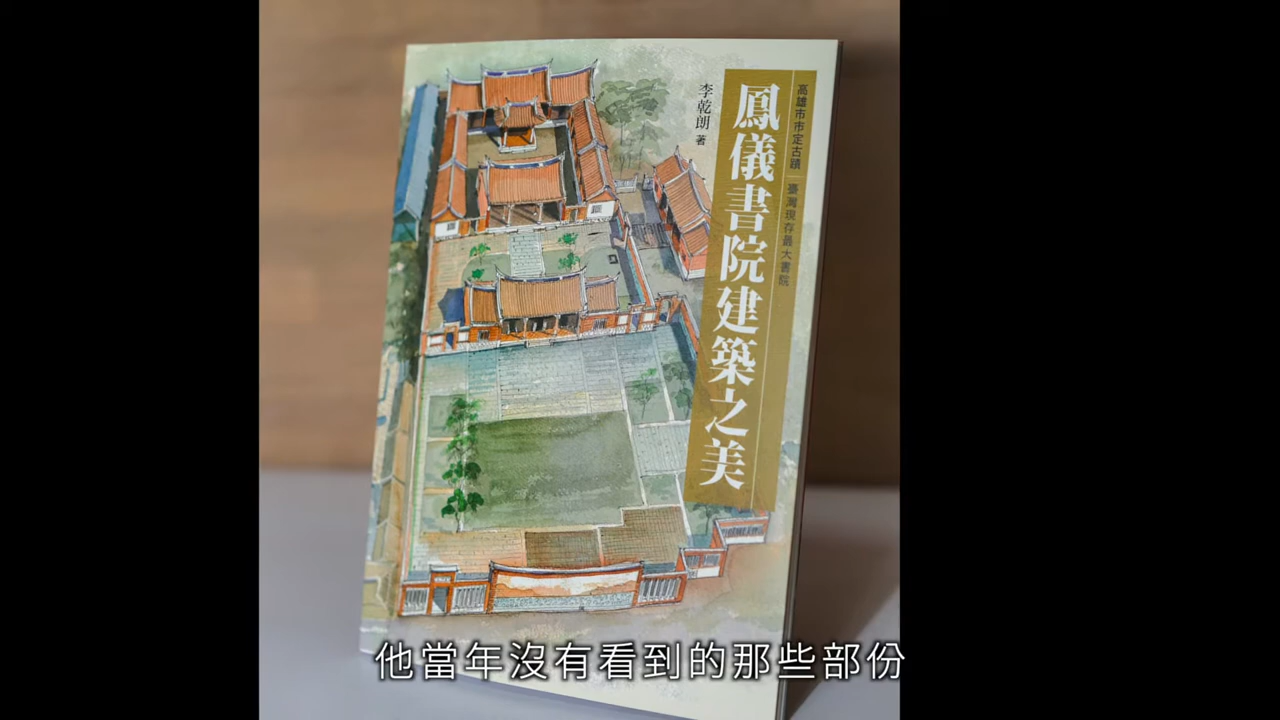 高雄市市定古蹟
臺灣現存最大書院
鳳儀書院建築之美
李乾朗 著
他當年沒有看到的那些部份